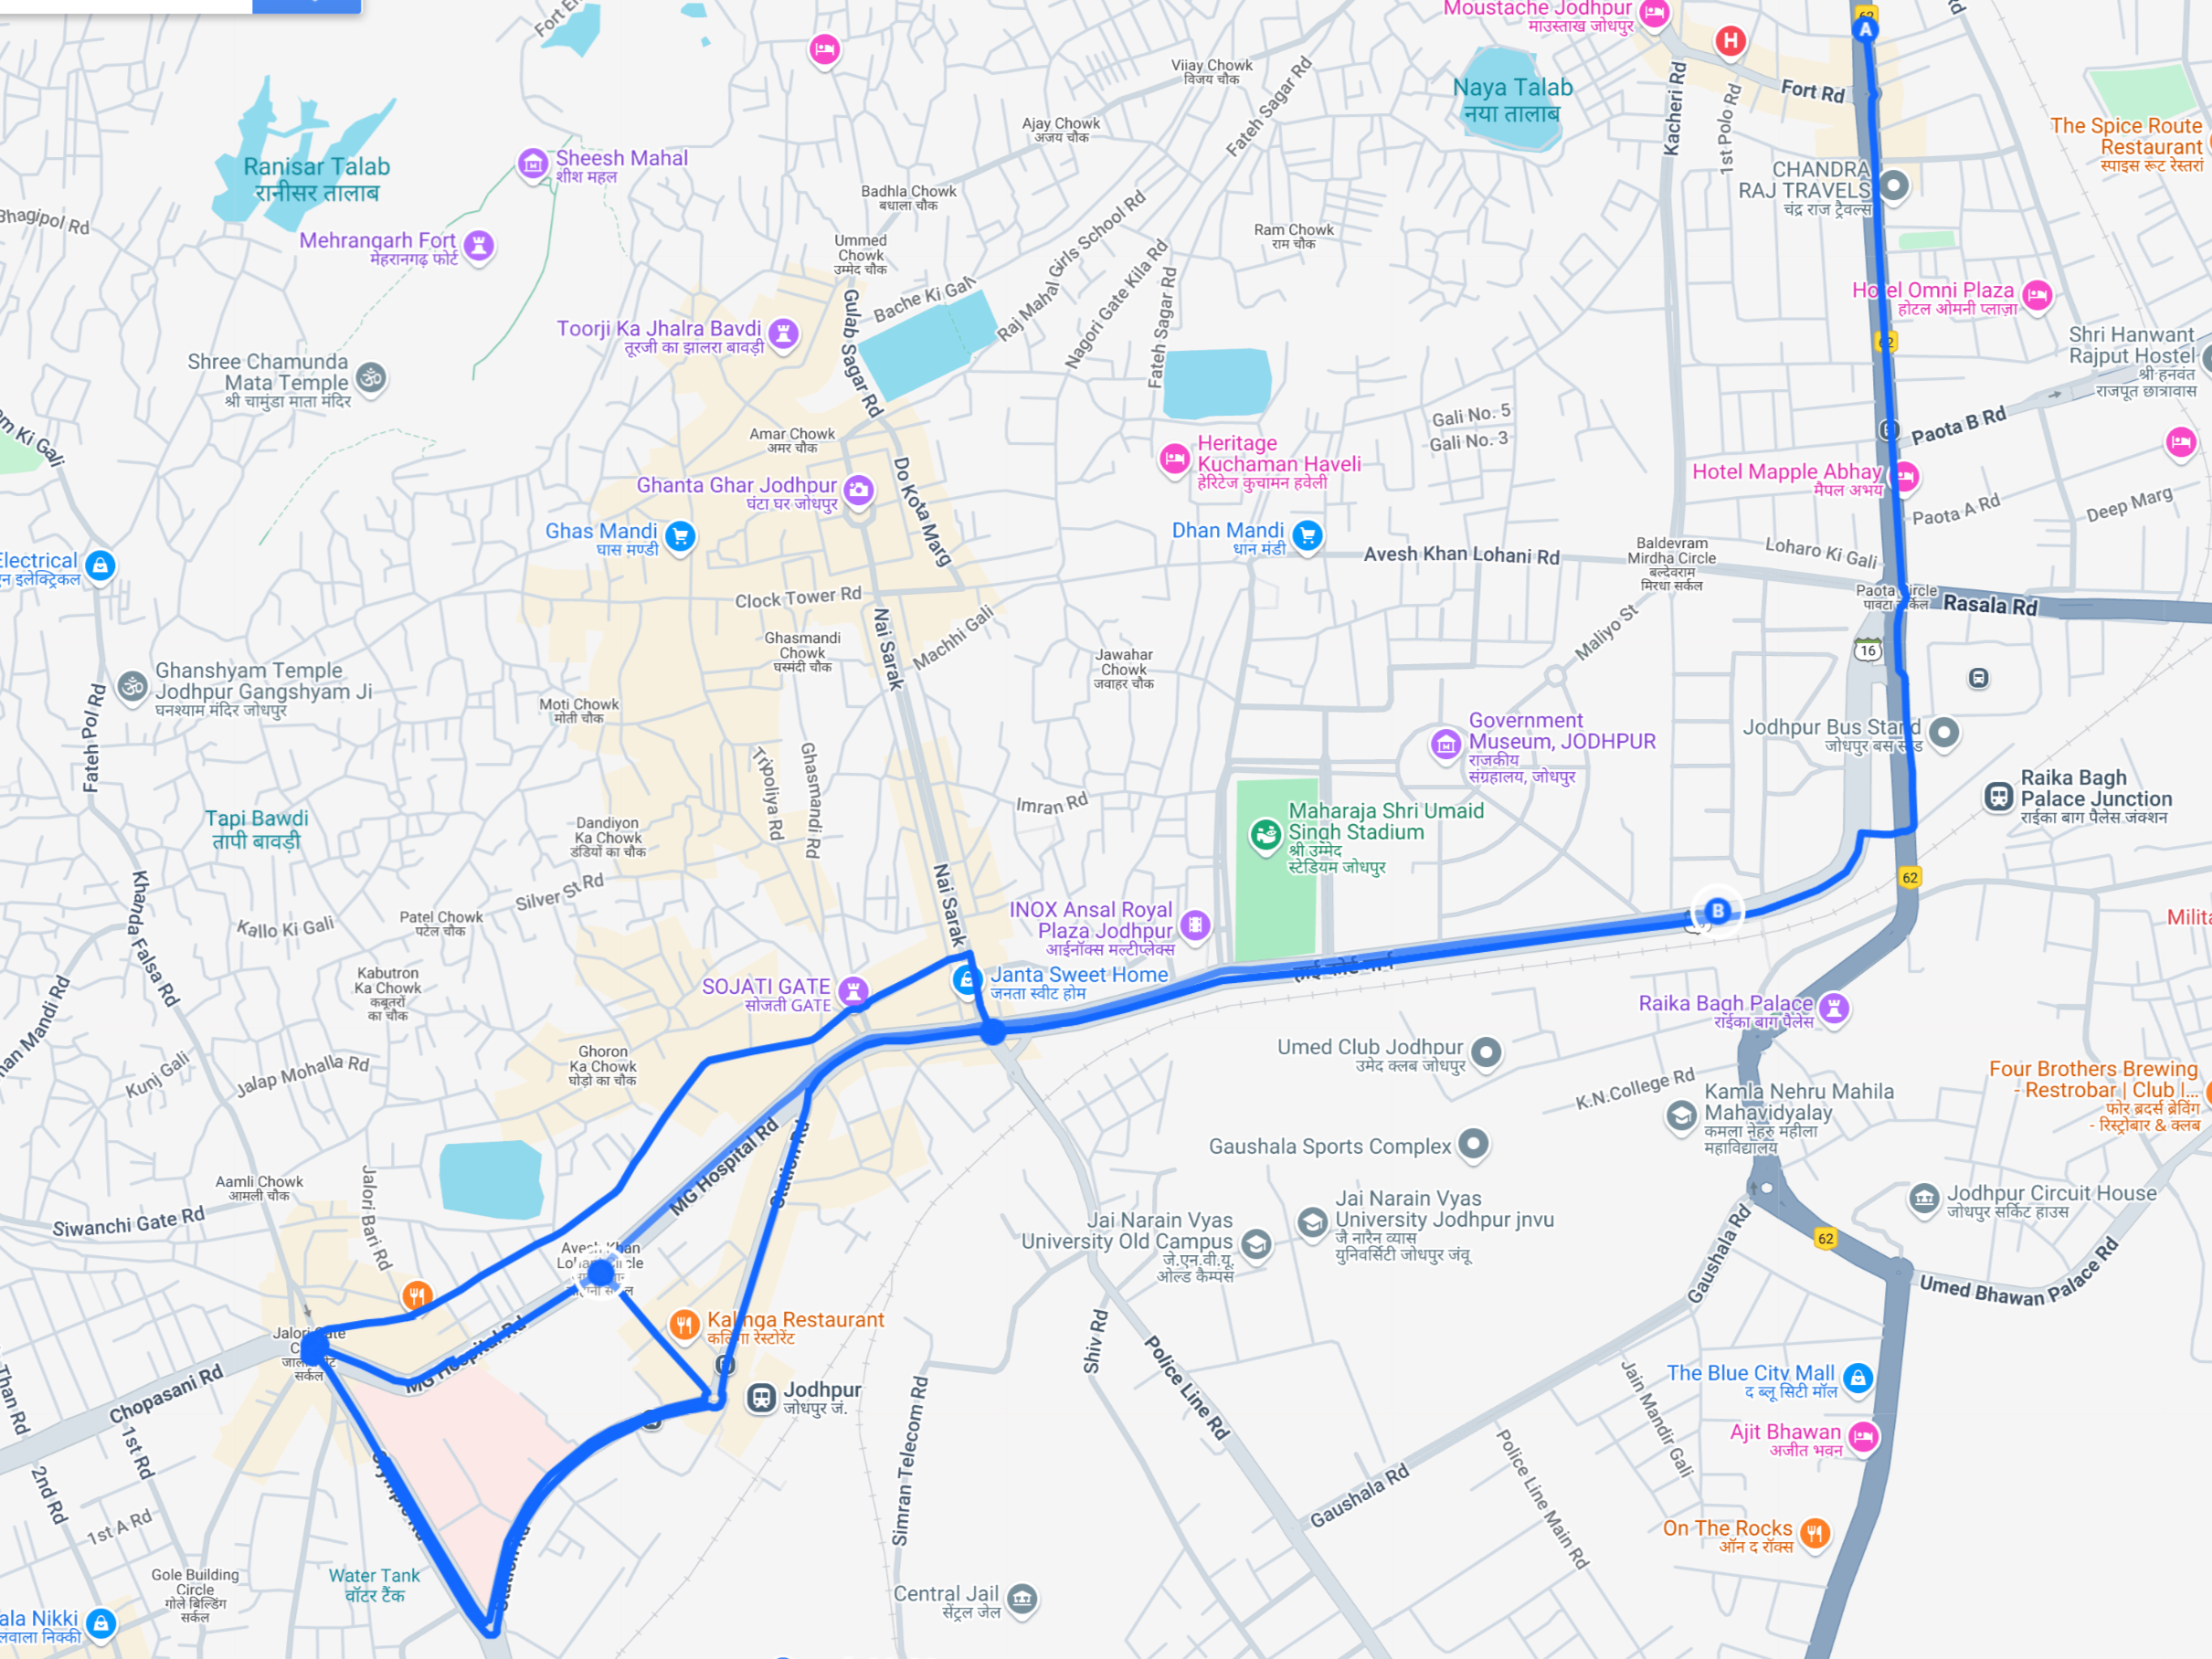 Fort
Moustache Jodhpur
माउस्ताख जोधपुर
H
62
A
Vijay Chowk
विजय चौक
Fateh Sagar Rd
Naya Talab
नया तालाब
Kacheri Rd
1st Polo Rd
Fort Rd
The Spice Route
Restaurant
स्पाइस रूट रेस्तरां
Ajay Chowk
अजय चौक
Ranisar Talab
रानीसर तालाब
Sheesh Mahal
शीश महल
CHANDRA
RAJ TRAVELS
चंद्र राज ट्रैवल्स
Badhla Chowk
बधाला चौक
Bhagipol Rd
Mehrangarh Fort
मेहरानगढ़ फोर्ट
Ummed
Chowk
उम्मेद चौक
Raj Mahal Girls School Rd
Ram Chowk
राम चौक
Nagori Gate Kila Rd
Fateh Sagar Rd
Bache Ki Gali
Gulab Sagar Rd
Hotel Omni Plaza
होटल ओमनी प्लाज़ा
Toorji Ka Jhalra Bavdi
तूरजी का झालरा बावड़ी
62
Shri Hanwant
Rajput Hostel
श्री हनवंत
राजपूत छात्रावास
Shree Chamunda
Mata Temple
श्री चामुंडा माता मंदिर
Gali No. 5
Gali No. 3
Paota B Rd
Amar Chowk
अमर चौक
Ki Gali
Heritage
Kuchaman Haveli
हेरिटेज कुचामन हवेली
Hotel Mapple Abhay
मैपल अभय
Do Kota Marg
Ghanta Ghar Jodhpur
घंटा घर जोधपुर
Paota A Rd
Deep Marg
Ghas Mandi
घास मण्डी
Dhan Mandi
धान मंडी
Avesh Khan Lohani Rd
Baldevram
Mirdha Circle
बल्देवराम
मिरधा सर्कल
Loharo Ki Gali
Electrical
इलेक्ट्रिकल
Clock Tower Rd
Paota Circle
Rasala Rd
Nai Sarak
Machhi Gali
Maliyo St
Ghasmandi
Chowk
घस्मंदी चौक
16
Jawahar
Chowk
जवाहर चौक
Ghanshyam Temple
Jodhpur Gangshyam Ji
घनश्याम मंदिर जोधपुर
Fateh Pol Rd
Moti Chowk
मोती चौक
Government
Museum, JODHPUR
राजकीय
संग्रहालय, जोधपुर
Jodhpur Bus Stand
जोधपुर बस स्टैंड
Tripoliya Rd
Ghasmandi Rd
Raika Bagh
Palace Junction
राईका बाग पैलेस जंक्शन
Imran Rd
Tapi Bawdi
तापी बावड़ी
Dandiyon
Ka Chowk
डंडियों का चौक
Maharaja Shri Umaid
Singh Stadium
श्री उम्मेद
स्टेडियम जोधपुर
62
Khanda Falsa Rd
Silver St Rd
Nai Sarak
Patel Chowk
पटेल चौक
Kallo Ki Gali
INOX Ansal Royal
Plaza Jodhpur
आईनॉक्स मल्टीप्लेक्स
B
Kabutron
Ka Chowk
कबूतरों
का चौक
SOJATI GATE
सोजती GATE
Janta Sweet Home
जनता स्वीट होम
Raika Bagh Palace
राईका बाग पैलेस
Mandi Rd
Ghoron
Ka Chowk
घोड़ो का चौक
Kunj Gali
Jalap Mohalla Rd
Umed Club Jodhpur
उमेद क्लब जोधपुर
K.N.College Rd
Kamla Nehru Mahila
Mahavidyalay
कमला नेहरु महीला
महाविद्यालय
Four Brothers Brewing
- Restrobar | Club |...
फोर ब्रदर्स ब्रेविंग
- रिस्ट्रोबार & क्लब
MG Hospital Rd
Station Rd
Gaushala Sports Complex
Aamli Chowk
आमली चौक
Jalori Bari Rd
Siwanchi Gate Rd
Jai Narain Vyas
University Old Campus
जे.एन.वी.यू.
ओल्ड कैम्पस
Jai Narain Vyas
University Jodhpur jnvu
जै नारैन व्यास
युनिवर्सिटी जोधपुर जंवू
Jodhpur Circuit House
जोधपुर सर्किट हाउस
62
Gaushala Rd
Umed Bhawan Palace Rd
Avesh Khan
Lohani Circle
Kalinga Restaurant
कलिंगा रेस्टोरेंट
Jalori Gate
सर्कल
MG Hospital Rd
Chopasani Rd
Jodhpur
जोधपुर जं.
Shiv Rd
Police Line Rd
The Blue City Mall
द ब्लू सिटी मॉल
Jain Mandir Gali
Ajit Bhawan
अजीत भवन
Than Rd
1st Rd
2nd Rd
1st A Rd
Olympic Rd
Station Rd
Simran Telecom Rd
Gaushala Rd
Police Line Main Rd
On The Rocks
ऑन द रॉक्स
Gole Building
Circle
गोले बिल्डिंग
सर्कल
Water Tank
वॉटर टैंक
Central Jail
सेंट्रल जेल
Nikki
निक्की